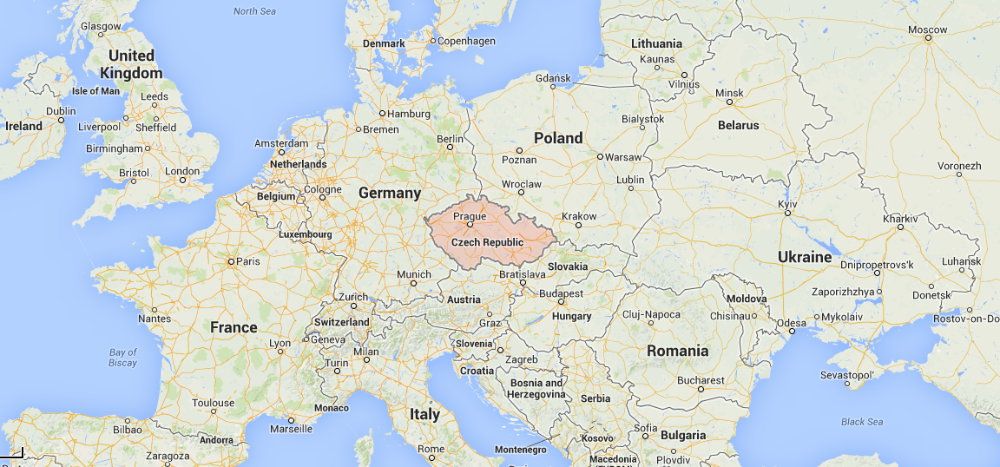 North Sea
Glasgow
Denmark
Copenhagen
Moscow
Lithuania
United
Kingdom
Kaunas
Isle of Man
Gdańsk
Vilnius
Leeds
Minsk
Dublin
Hamburg
Bialystok
Ireland
Liverpool
Sheffield
Bremen
Belarus
Berlin
Poland
Amsterdam
Birmingham
Poznan
Warsaw
Netherlands
Voronezh
Bristol
London
Lublin
Cologne
Wroclaw
Belgium
Germany
Kyiv
Prague
Krakow
Kharkiv
Luxembourg
Czech Republic
Ukraine
Paris
Luhansk
Slovakia
Dnipropetrovs'k
Munich
Bratislava
Zaporizhzhya
Donetsk
Budapest
Zurich
Austria
Moldova
Nantes
Cluj-Napoca
Chisinau
Mykolaiv
Rostov-on-Do
Hungary
Switzerland
Graz
Odesa
France
Geneva
Lyon
Slovenia
Bay of
Biscay
Milan
Romania
Turin
Zagreb
Croatia
Sevastopol'
Bucharest
Bosnia and
Herzegovina
Serbia
Toulouse
Monaco
Italy
Black Sea
Bilbao
Marseille
Sofia
Bulgaria
Andorra
Kosovo
Rome
Montenegro
Zaragoza
Macedonia
Plovdiv